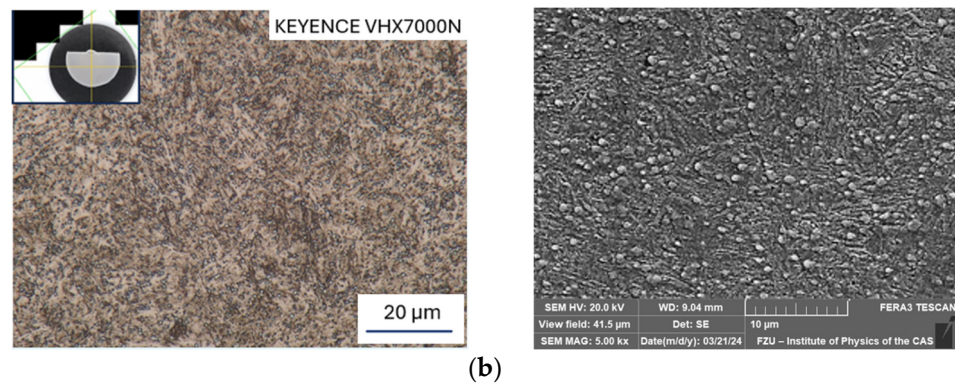 KEYENCE VHX7000N
20 µm
SEM HV: 20.0 kV WD: 9.04 mm FERA3 TESCAN
View field: 41.5 µm Det: SE 10 µm
SEM MAG: 5.00 kx Date(m/d/y): 03/21/24 FZU – Institute of Physics of the CAS
(b)